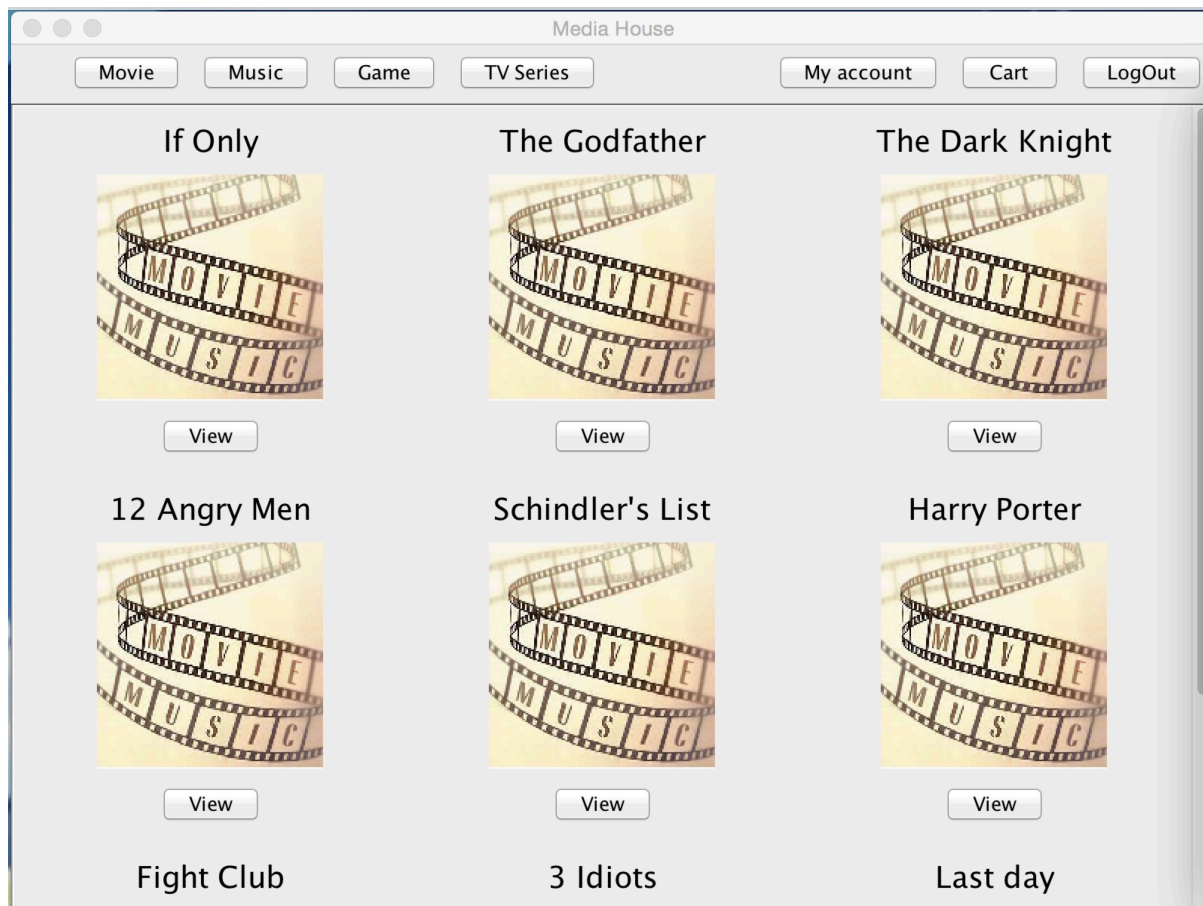 Media House
Movie Music Game TV Series My account Cart LogOut
If Only The Godfather The Dark Knight
MOVIE MOVIE MOVIE
MUSIC MUSIC MUSIC
View View View
12 Angry Men Schindler's List Harry Porter
MOVIE MOVIE MOVIE
MUSIC MUSIC MUSIC
View View View
Fight Club 3 Idiots Last day